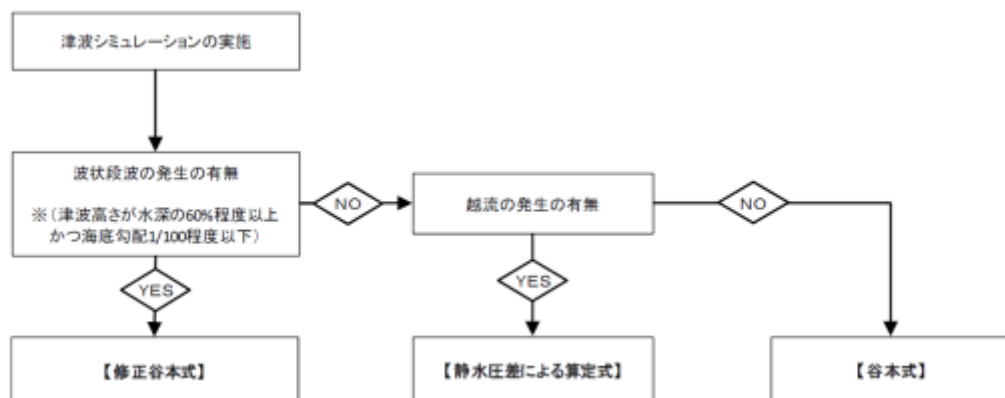 津波シミュレーションの実施
波状段波の発生の有無
※（津波高さが水深の60%程度以上
かつ海底勾配1/100程度以下）
NO
越流の発生の有無
NO
YES
YES
【修正谷本式】
【静水圧差による算定式】
【谷本式】